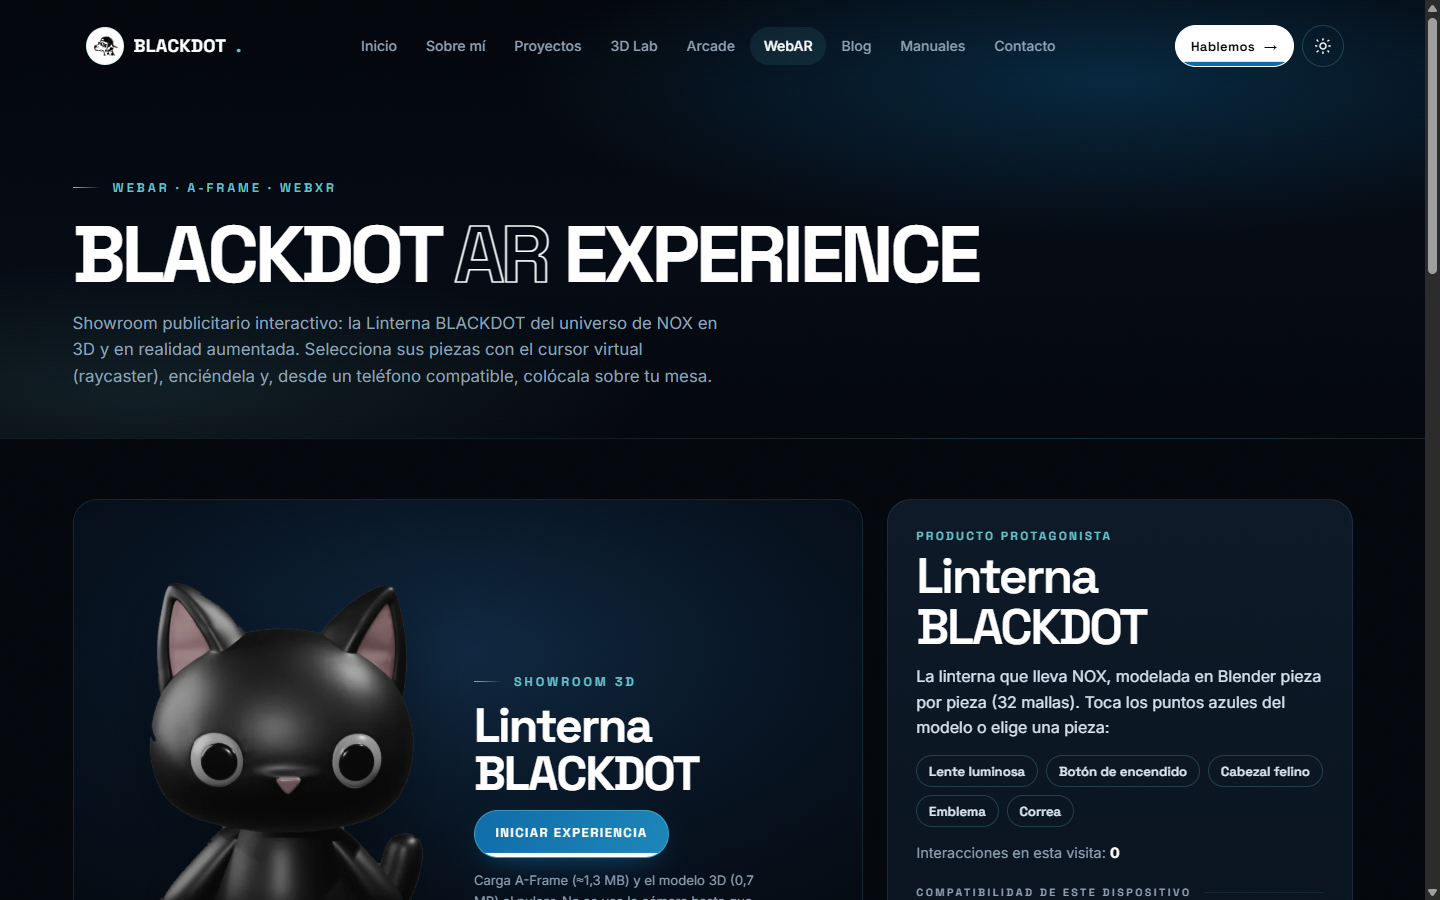 BLACKDOT .
Inicio
Sobre mí
Proyectos
3D Lab
Arcade
WebAR
Blog
Manuales
Contacto
Hablemos →
WEBAR · A-FRAME · WEBXR
BLACKDOT AR EXPERIENCE
Showroom publicitario interactivo: la Linterna BLACKDOT del universo de NOX en
3D y en realidad aumentada. Selecciona sus piezas con el cursor virtual
(raycaster), enciéndela y, desde un teléfono compatible, colócala sobre tu mesa.
SHOWROOM 3D
Linterna
BLACKDOT
INICIAR EXPERIENCIA
Carga A-Frame (≈1,3 MB) y el modelo 3D (0,7
PRODUCTO PROTAGONISTA
Linterna
BLACKDOT
La linterna que lleva NOX, modelada en Blender pieza
por pieza (32 mallas). Toca los puntos azules del
modelo o elige una pieza:
Lente luminosa
Botón de encendido
Cabezal felino
Emblema
Correa
Interacciones en esta visita: 0
COMPATIBILIDAD DE ESTE DISPOSITIVO